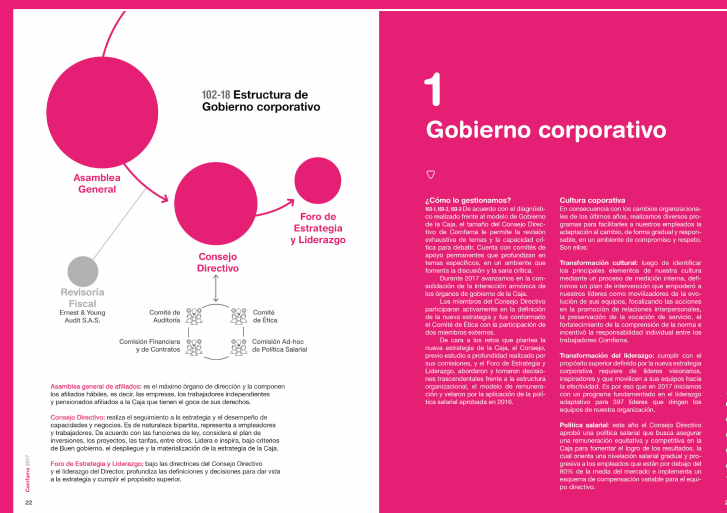 102-18 Estructura de
Gobierno corporativo
Asamblea
General
Foro de
Estrategia
y Liderazgo
Consejo
Directivo
Revisoría
Fiscal
Ernest & Young
Audit S.A.S.
Comité de
Auditoría
Comité
de Ética
Comisión Financiera
y de Contratos
Comisión Ad-hoc
de Política Salarial
Asamblea general de afiliados: es el máximo órgano de dirección y la componen
los afiliados hábiles, es decir, las empresas, los trabajadores independientes
y pensionados afiliados a la Caja que tienen el goce de sus derechos.
Consejo Directivo: realiza el seguimiento a la estrategia y el desempeño de
capacidades y negocios. Es de naturaleza bipartita, representa a empleadores
y trabajadores. De acuerdo con las funciones de ley, considera el plan de
inversiones, los proyectos, las tarifas, entre otros. Lidera e inspira, bajo criterios
de Buen gobierno, el despliegue y la materialización de la estrategia de la Caja.
Foro de Estrategia y Liderazgo: bajo las directrices del Consejo Directivo
y el liderazgo del Director, profundiza las definiciones y decisiones para dar vida
a la estrategia y cumplir el propósito superior.
Comfama 2017
22
1
Gobierno corporativo
¿Cómo lo gestionamos?
103-1, 103-2, 103-3 De acuerdo con el diagnósti-
co realizado frente al modelo de Gobierno
de la Caja, el tamaño del Consejo Direc-
tivo de Comfama le permite la revisión
exhaustiva de temas y la capacidad crí-
tica para debatir. Cuenta con comités de
apoyo permanentes que profundizan en
temas específicos, en un ambiente que
fomenta la discusión y la sana crítica.
Durante 2017 avanzamos en la con-
solidación de la interacción armónica de
los órganos de gobierno de la Caja.
Los miembros del Consejo Directivo
participaron activamente en la definición
de la nueva estrategia y fue conformado
el Comité de Ética con la participación de
dos miembros externos.
De cara a los retos que plantea la
nueva estrategia de la Caja, el Consejo,
previo estudio a profundidad realizado por
sus comisiones, y el Foro de Estrategia y
Liderazgo, abordaron y tomaron decisio-
nes trascendentales frente a la estructura
organizacional, el modelo de remunera-
ción y velaron por la aplicación de la polí-
tica salarial aprobada en 2016.
Cultura coporativa
En consecuencia con los cambios organizaciona-
les de los últimos años, realizamos diversos pro-
gramas para facilitarles a nuestros empleados la
adaptación al cambio, de forma gradual y respon-
sable, en un ambiente de compromiso y respeto.
Son ellos:
Transformación cultural: luego de identificar
los principales elementos de nuestra cultura
mediante un proceso de medición interna, defi-
nimos un plan de intervención que empoderó a
nuestros líderes como movilizadores de la evo-
lución de sus equipos, focalizando las acciones
en la promoción de relaciones interpersonales,
la preservación de la vocación de servicio, el
fortalecimiento de la comprensión de la norma e
incentivó la responsabilidad individual entre los
trabajadores Comfama.
Transformación del liderazgo: cumplir con el
propósito superior definido por la nueva estrategia
corporativa requiere de líderes visionarios,
inspiradores y que movilicen a sus equipos hacia
la efectividad. Es por eso que en 2017 iniciamos
con un programa fundamentado en el liderazgo
adaptativo para 397 líderes que dirigen los
equipos de nuestra organización.
Política salarial: este año el Consejo Directivo
aprobó una política salarial que busca asegurar
una remuneración equitativa y competitiva en la
Caja para fomentar el logro de los resultados, la
cual orienta una nivelación salarial gradual y pro-
gresiva a los empleados que están por debajo del
80% de la media del mercado e implementa un
esquema de compensación variable para el equi-
po directivo.